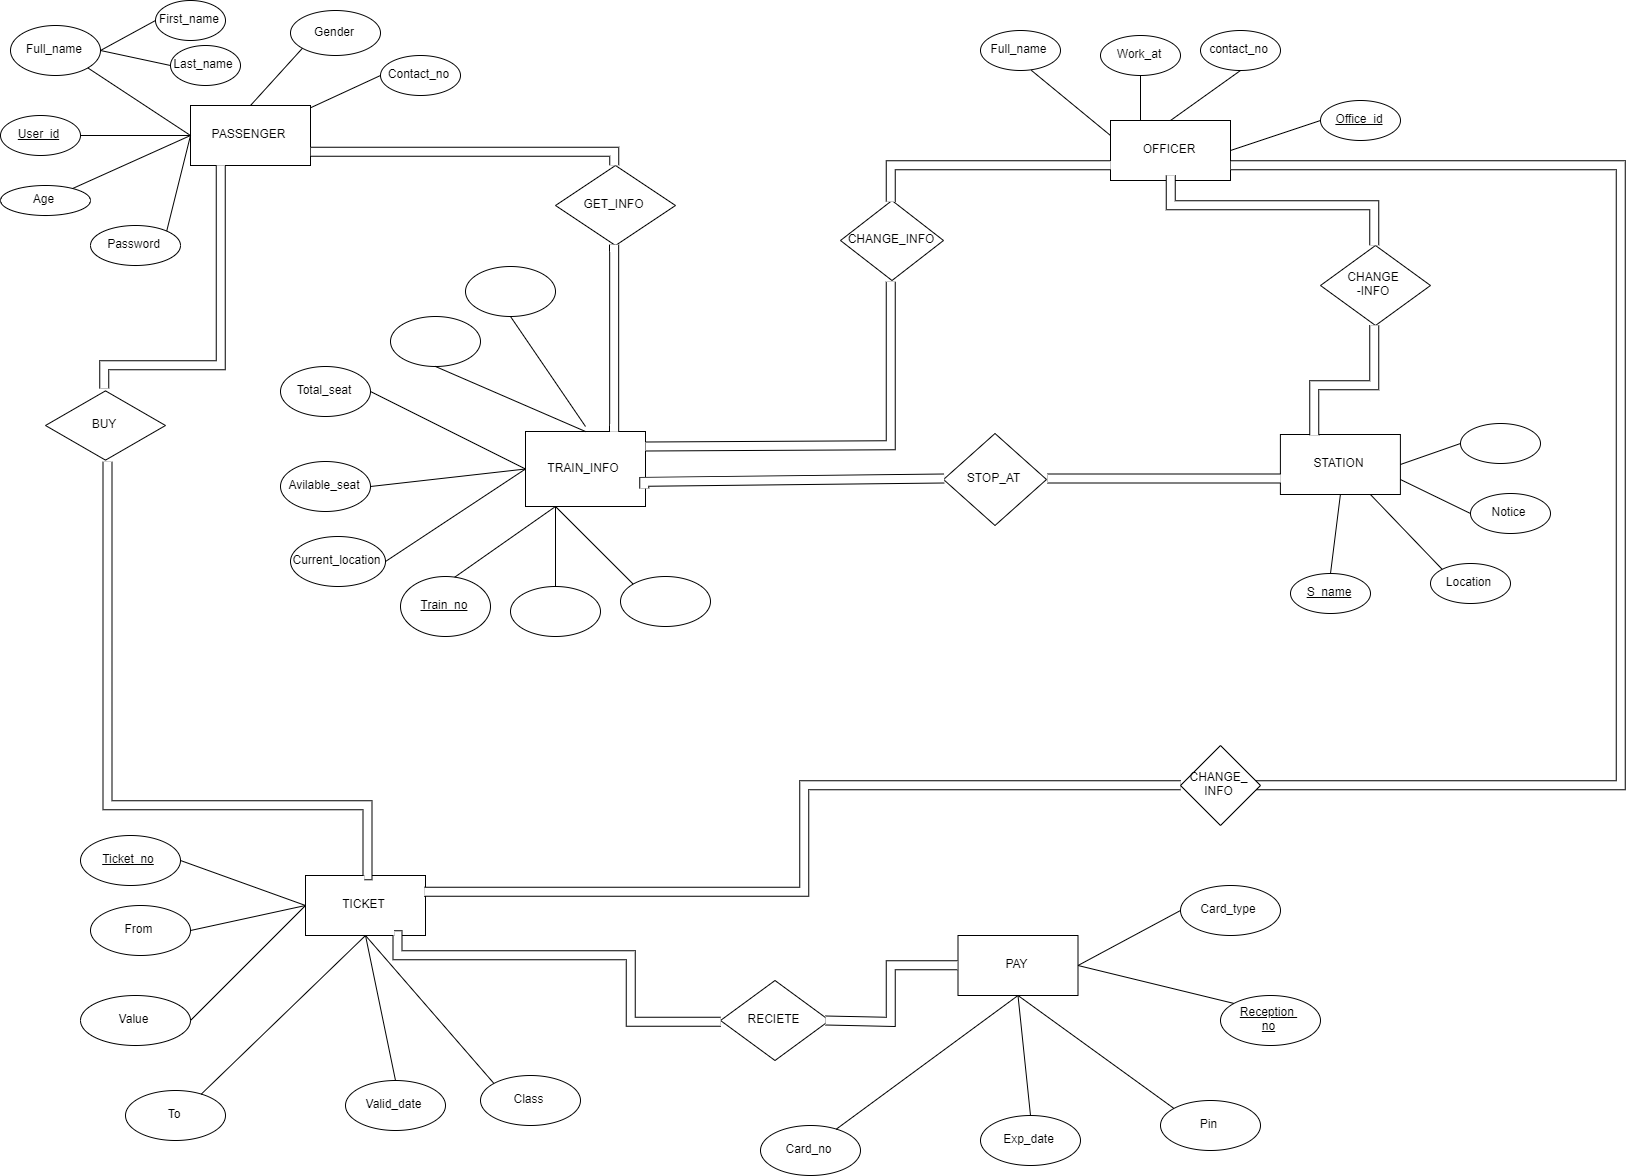 First_name
Full_name
Last_name
Gender
Contact_no
User_id
PASSENGER
Age
Password
Full_name
Work_at
contact_no
Office_id
OFFICER
GET_INFO
CHANGE_INFO
CHANGE
-INFO
Total_seat
BUY
TRAIN_INFO
Avilable_seat
Current_location
Train_no
STOP_AT
STATION
Notice
Location
S_name
CHANGE_
INFO
Ticket_no
TICKET
From
Value
To
Valid_date
Class
RECIETE
PAY
Card_type
Reception_
no
Card_no
Exp_date
Pin